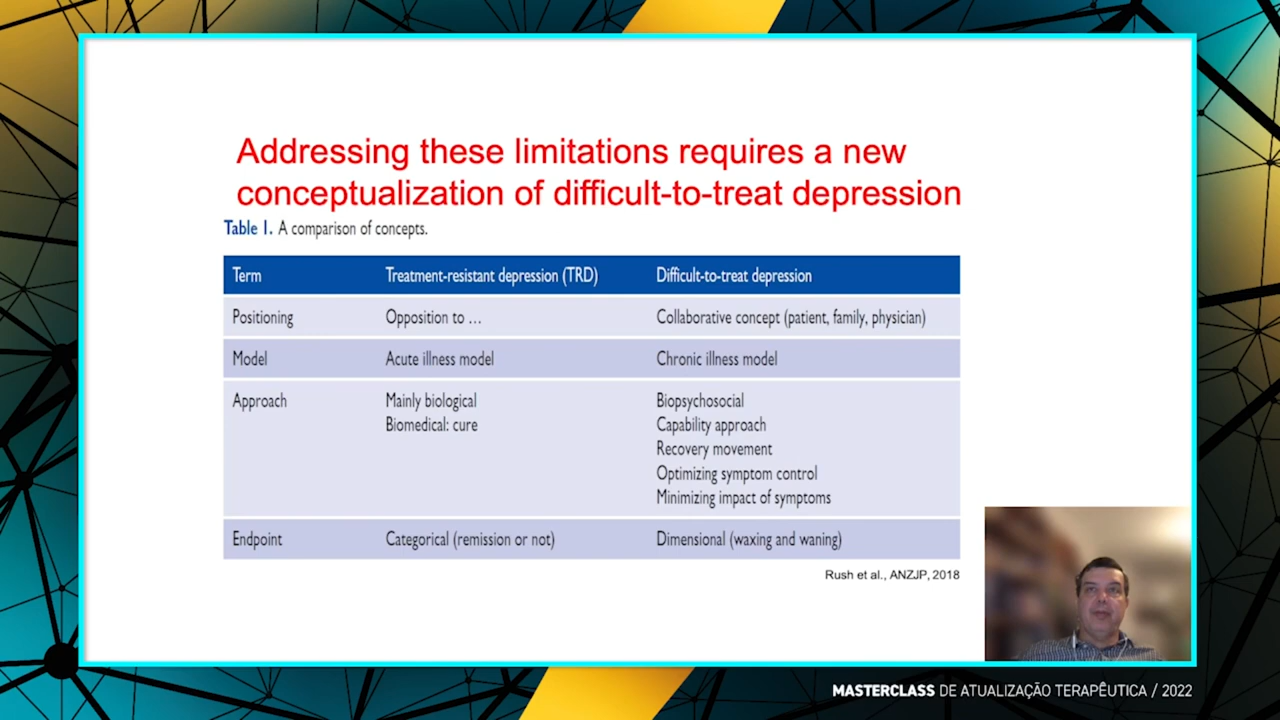 Addressing these limitations requires a new
conceptualization of difficult-to-treat depression
Table 1. A comparison of concepts.
Term Treatment-resistant depression (TRD) Difficult-to-treat depression
Positioning Opposition to … Collaborative concept (patient, family, physician)
Model Acute illness model Chronic illness model
Approach Mainly biological Biopsychosocial
Biomedical: cure Capability approach
Recovery movement
Optimizing symptom control
Minimizing impact of symptoms
Endpoint Categorical (remission or not) Dimensional (waxing and waning)
Rush et al., ANZJP, 2018
MASTERCLASS DE ATUALIZAÇÃO TERAPÊUTICA / 2022